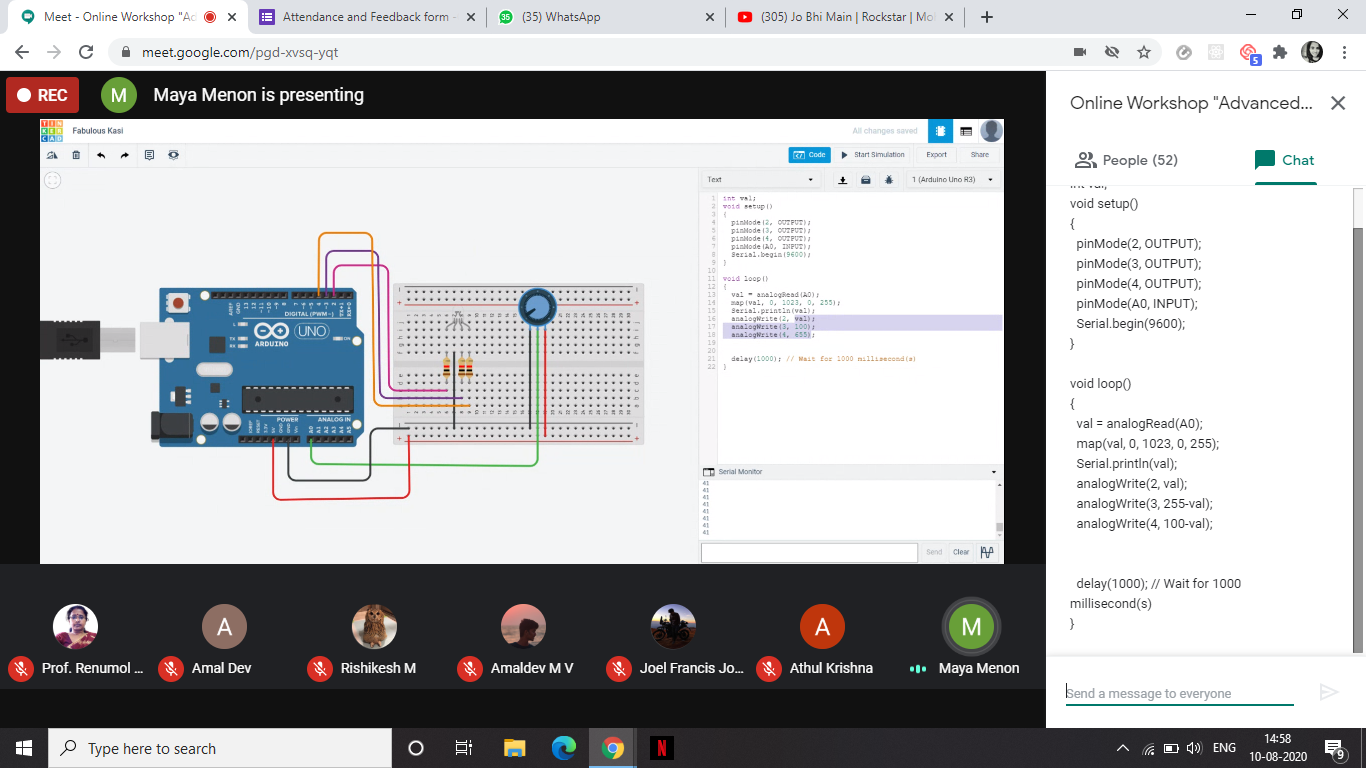 Meet - Online Workshop "Ad
Attendance and Feedback form -
(35) WhatsApp
(305) Jo Bhi Main | Rockstar | Mo
meet.google.com/pgd-xvsq-yqt
5
REC
M
Maya Menon is presenting
TIN
KER
CAD
Fabulous Kasi
All changes saved
Code
Start Simulation
Export
Share
Text
1 (Arduino Uno R3)
1 int val;
2 void setup()
3 {
4 pinMode(2, OUTPUT);
5 pinMode(3, OUTPUT);
6 pinMode(4, OUTPUT);
7 pinMode(A0, INPUT);
8 Serial.begin(9600);
9 }
10
11 void loop()
12 {
13 val = analogRead(A0);
14 map(val, 0, 1023, 0, 255);
15 Serial.println(val);
16 analogWrite(2, val);
17 analogWrite(3, 100);
18 analogWrite(4, 655);
19
20
21 delay(1000); // Wait for 1000 millisecond(s)
22 }
DIGITAL (PWM~)
UNO
ARDUINO
ON
TX
RX
L
POWER
ANALOG IN
Serial Monitor
41
41
41
41
41
41
41
41
Send
Clear
Online Workshop "Advanced...
People (52)
Chat
int val;
void setup()
{
pinMode(2, OUTPUT);
pinMode(3, OUTPUT);
pinMode(4, OUTPUT);
pinMode(A0, INPUT);
Serial.begin(9600);
}
void loop()
{
val = analogRead(A0);
map(val, 0, 1023, 0, 255);
Serial.println(val);
analogWrite(2, val);
analogWrite(3, 255-val);
analogWrite(4, 100-val);
delay(1000); // Wait for 1000
millisecond(s)
}
Send a message to everyone
A
A
M
Prof. Renumol ...
Amal Dev
Rishikesh M
Amaldev M V
Joel Francis Jo...
Athul Krishna
Maya Menon
Type here to search
N
ENG
14:58
10-08-2020
9